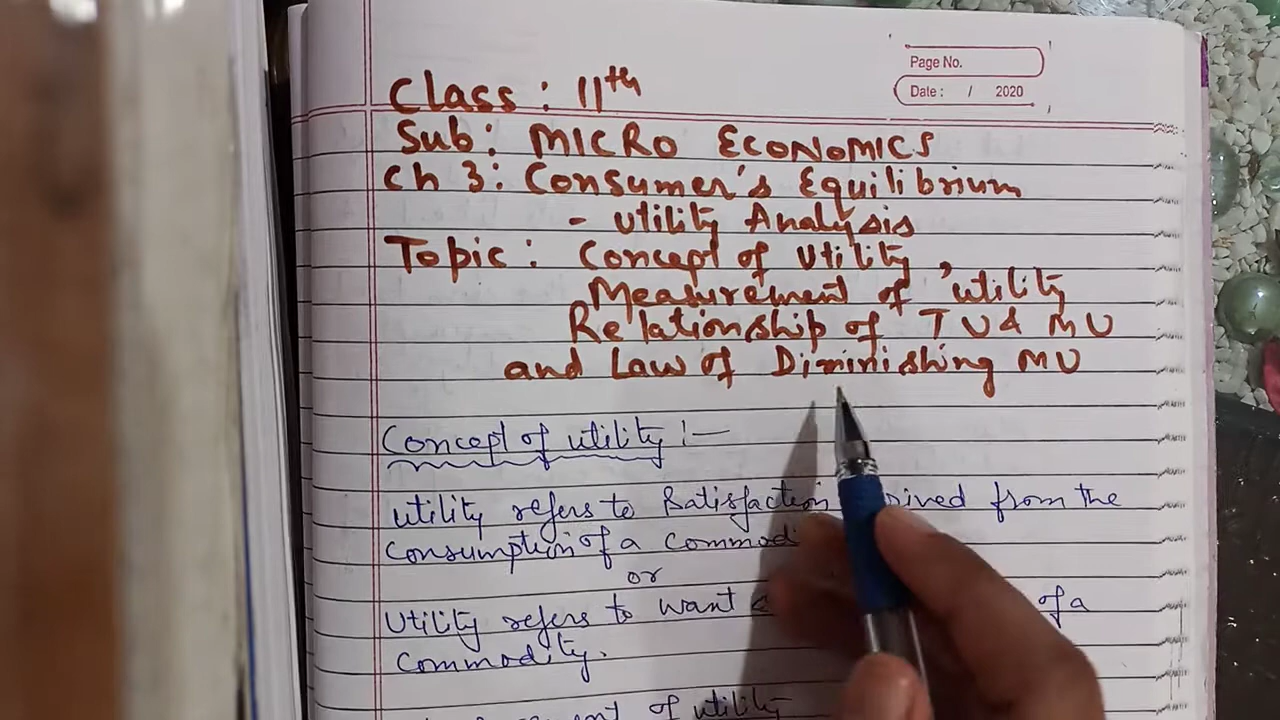 Page No.
Date : / 2020
Class : 11th
Sub : MICRO ECONOMICS
Ch 3 : Consumer's Equilibrium
- Utility Analysis
Topic : Concept of Utility,
Measurement of utility
Relationship of TU & MU
and Law of Diminishing MU
Concept of utility :—
Utility refers to Satisfaction from the
consumption of a
or
Utility refers to want of a
commodity.
of utility